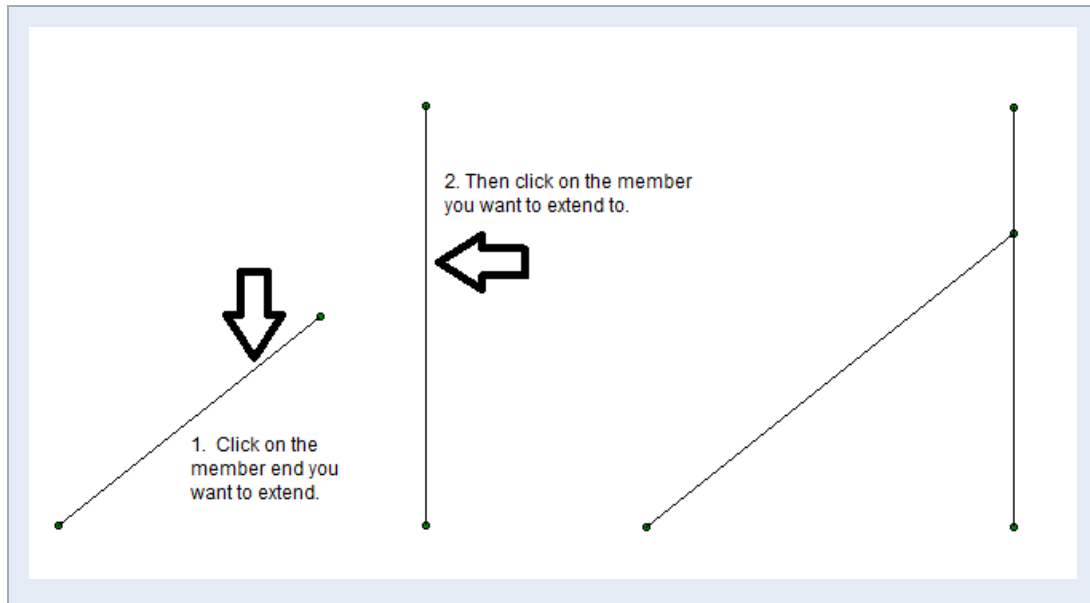 2. Then click on the member
you want to extend to.
1. Click on the
member end you
want to extend.